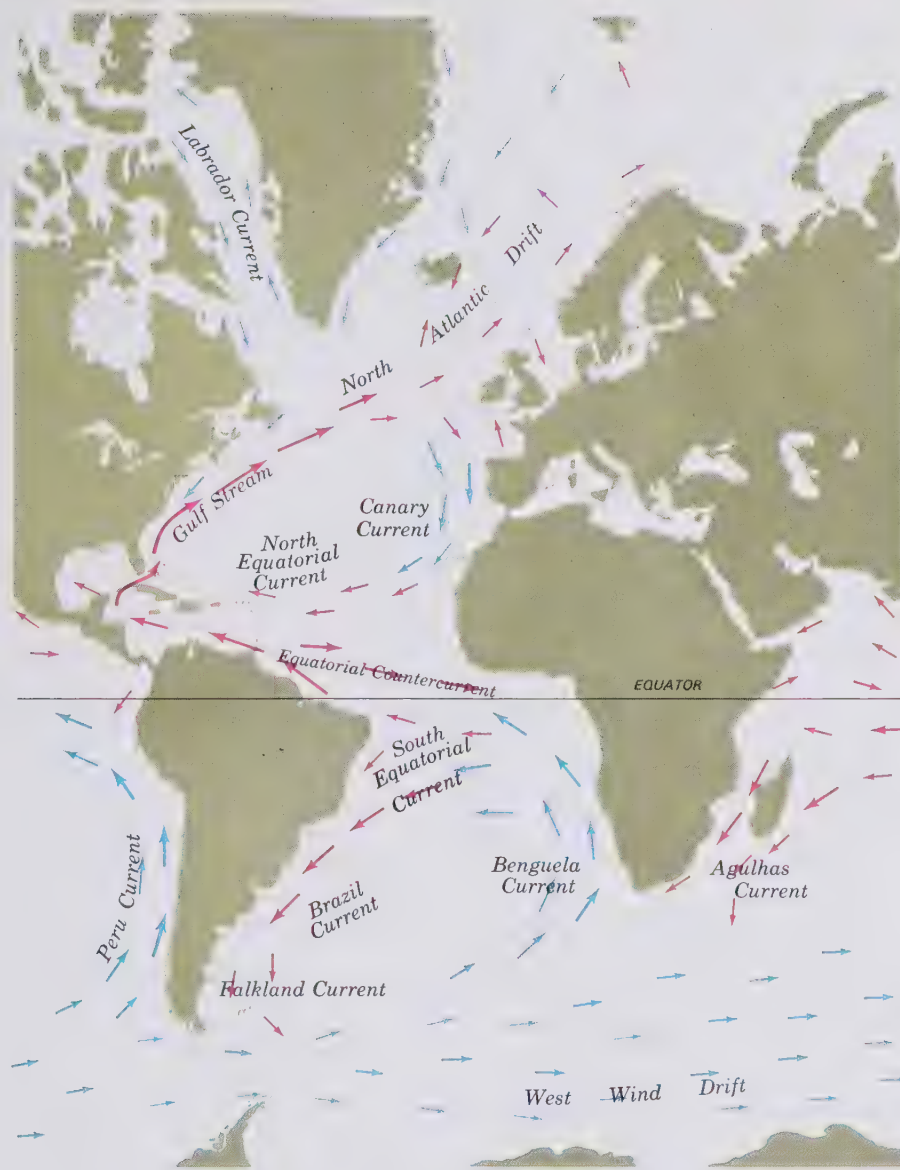 Labrador Current
Drift
Atlantic
North
Gulf Stream
Canary
Current
North
Equatorial
Current
Equatorial Countercurrent
EQUATOR
South
Equatorial
Current
Peru Current
Benguela
Current
Agulhas
Current
Brazil
Current
Falkland Current
West Wind Drift